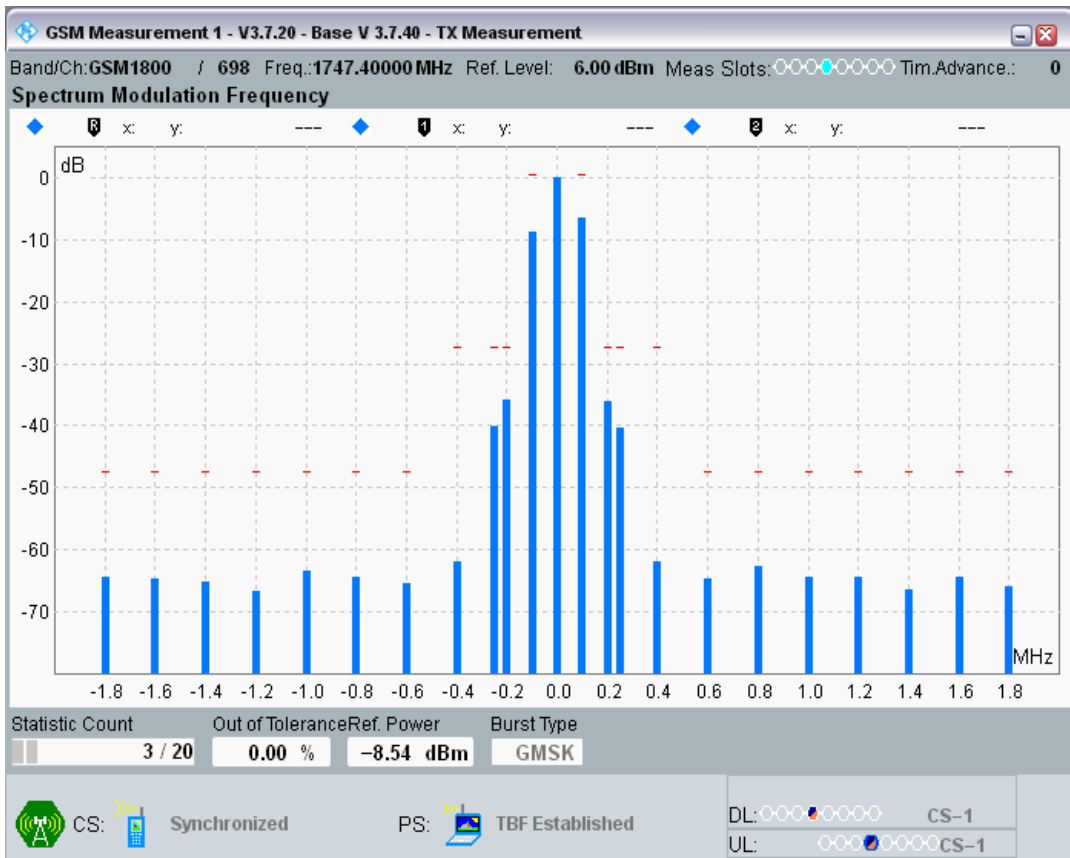 GSM Measurement 1 - V3.7.20 - Base V 3.7.40 - TX Measurement
Band/Ch:GSM1800 / 698 Freq.:1747.40000 MHz Ref. Level: 6.00 dBm Meas Slots: Tim.Advance.: 0
Spectrum Modulation Frequency
R x: y: --- 1 x: y: --- 2 x: y: ---
dB
0
-10
-20
-30
-40
-50
-60
-70
MHz
-1.8 -1.6 -1.4 -1.2 -1.0 -0.8 -0.6 -0.4 -0.2 0.0 0.2 0.4 0.6 0.8 1.0 1.2 1.4 1.6 1.8
Statistic Count Out of Tolerance Ref. Power Burst Type
3 / 20 0.00 % −8.54 dBm GMSK
CS: Synchronized PS: TBF Established
DL: CS−1
UL: CS−1